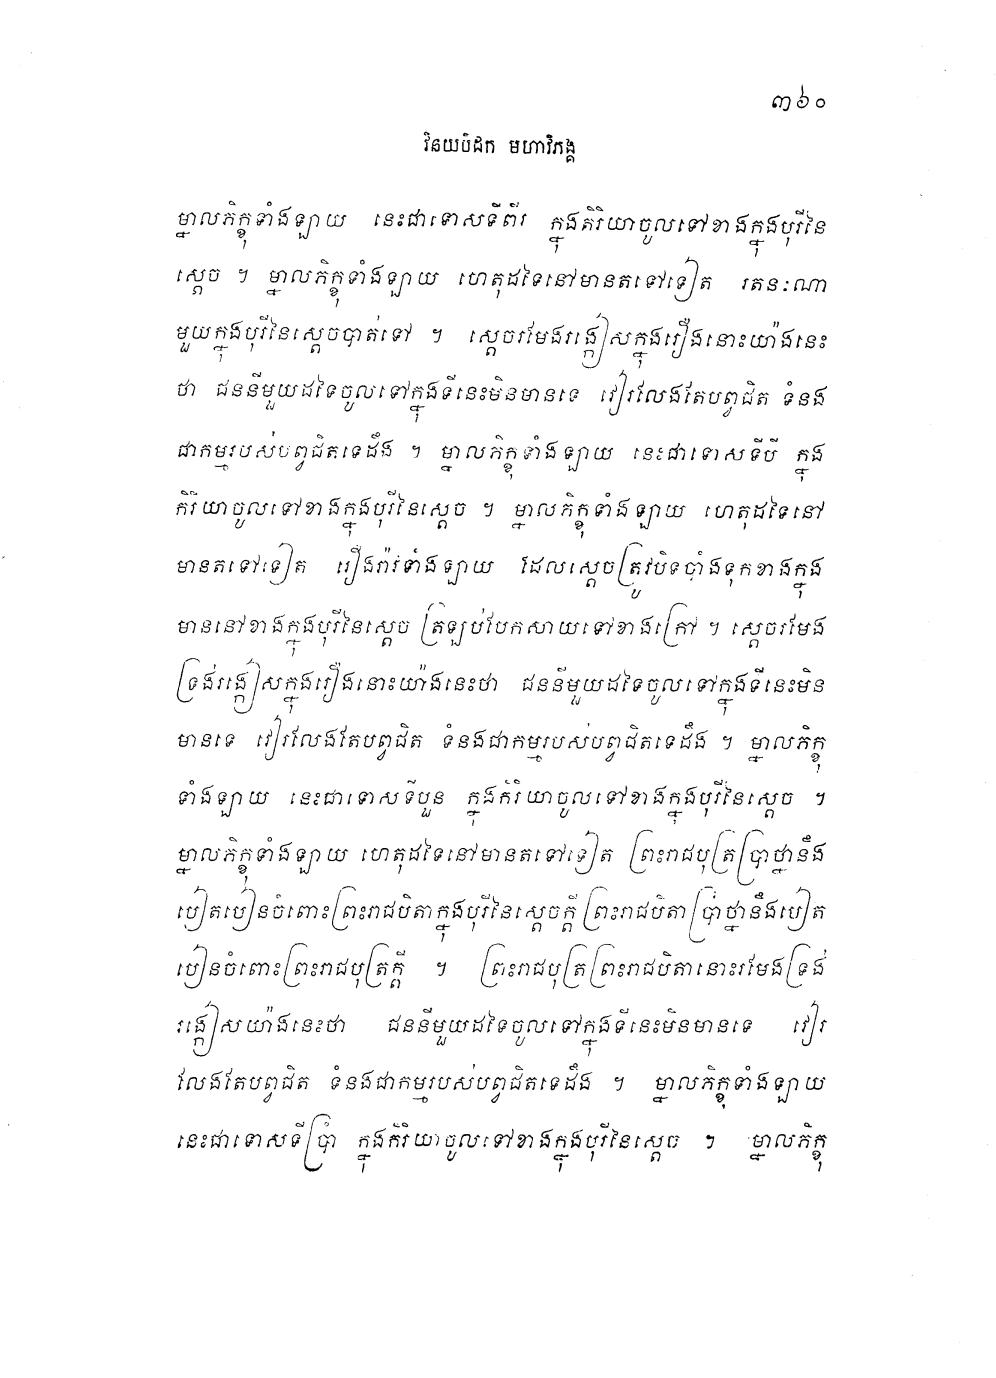 ៣៦០
វិនយបិដក មហាវិភង្គ
ម្នាលភិក្ខុទាំងឡាយ នេះជាទោសទីពីរ ក្នុងកិរិយាចូលទៅខាងក្នុងបុរីនៃ
ស្តេច ។ ម្នាលភិក្ខុទាំងឡាយ ហេតុដទៃនៅមានតទៅទៀត រតនៈណា
មួយក្នុងបុរីនៃស្តេចបាត់ទៅ ។ ស្តេចរមែងរង្កៀសក្នុងរឿងនោះយ៉ាងនេះ
ថា ជននីមួយដទៃចូលទៅក្នុងទីនេះមិនមានទេ វៀរលែងតែបព្វជិត ទំនង
ជាកម្មរបស់បព្វជិតទេដឹង ។ ម្នាលភិក្ខុទាំងឡាយ នេះជាទោសទីបី ក្នុង
កិរិយាចូលទៅខាងក្នុងបុរីនៃស្តេច ។ ម្នាលភិក្ខុទាំងឡាយ ហេតុដទៃនៅ
មានតទៅទៀត រឿងរ៉ាវទាំងឡាយ ដែលស្តេចត្រូវបិទបាំងទុកខាងក្នុង
មាននៅខាងក្នុងបុរីនៃស្តេច ត្រឡប់បែកសាយទៅខាងក្រៅ ។ ស្តេចរមែង
ទ្រង់រង្កៀសក្នុងរឿងនោះយ៉ាងនេះថា ជននីមួយដទៃចូលទៅក្នុងទីនេះមិន
មានទេ វៀរលែងតែបព្វជិត ទំនងជាកម្មរបស់បព្វជិតទេដឹង ។ ម្នាលភិក្ខុ
ទាំងឡាយ នេះជាទោសទីបួន ក្នុងកិរិយាចូលទៅខាងក្នុងបុរីនៃស្តេច ។
ម្នាលភិក្ខុទាំងឡាយ ហេតុដទៃនៅមានតទៅទៀត ព្រះរាជបុត្រប្រាថ្នានឹង
បៀតបៀនចំពោះព្រះរាជបិតាក្នុងបុរីនៃស្តេចក្តី ព្រះរាជបិតាប្រាថ្នានឹងបៀត
បៀនចំពោះព្រះរាជបុត្រក្តី ។ ព្រះរាជបុត្រព្រះរាជបិតានោះរមែងទ្រង់
រង្កៀសយ៉ាងនេះថា ជននីមួយដទៃចូលទៅក្នុងទីនេះមិនមានទេ វៀរ
លែងតែបព្វជិត ទំនងជាកម្មរបស់បព្វជិតទេដឹង ។ ម្នាលភិក្ខុទាំងឡាយ
នេះជាទោសទីប្រាំ ក្នុងកិរិយាចូលទៅខាងក្នុងបុរីនៃស្តេច ។ ម្នាលភិក្ខុ